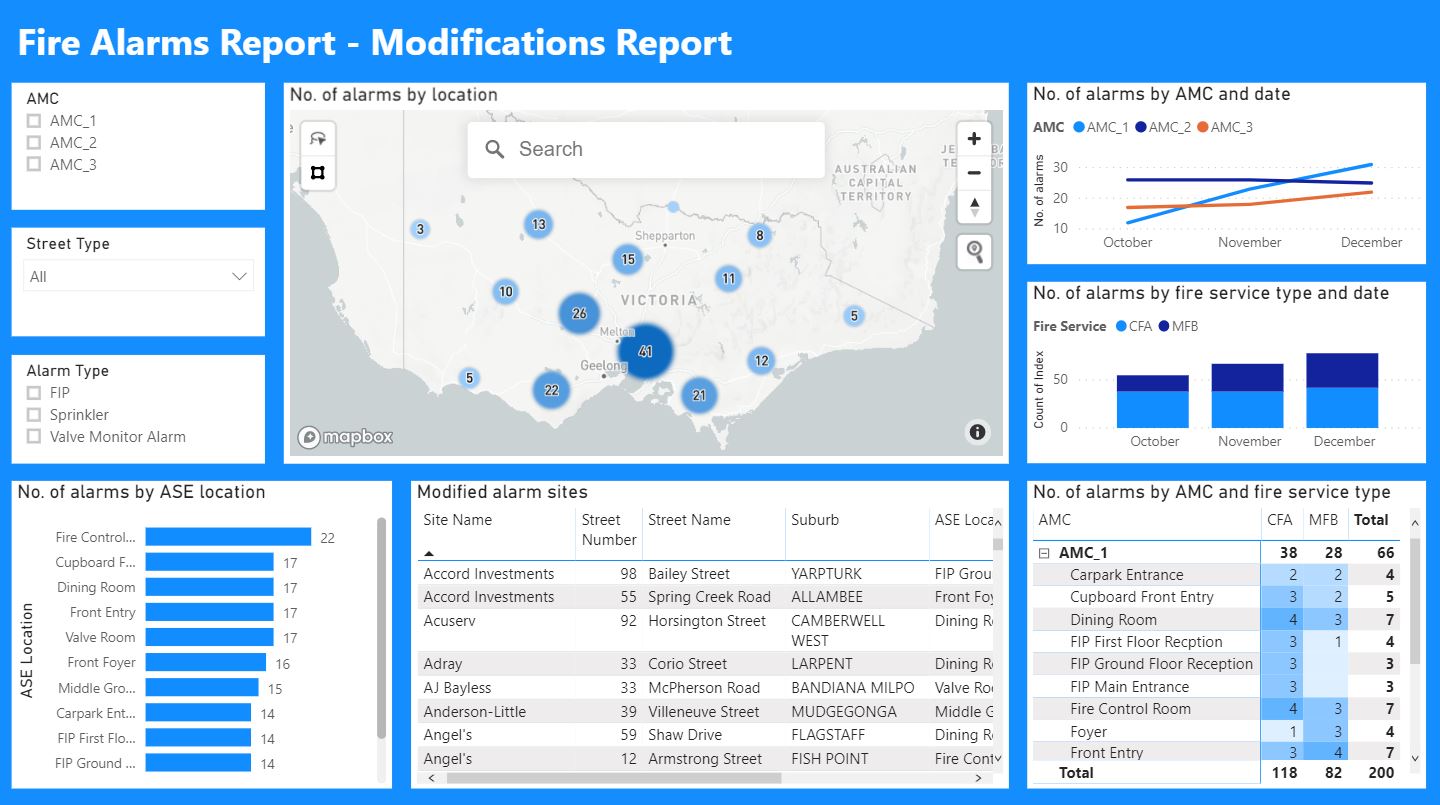 Fire Alarms Report - Modifications Report
AMC
AMC_1
AMC_2
AMC_3
Street Type
All
Alarm Type
FIP
Sprinkler
Valve Monitor Alarm
No. of alarms by location
Search
AUSTRALIAN
CAPITAL
TERRITORY
3
13
Shepparton
8
15
11
10
VICTORIA
26
5
Melton
41
Geelong
12
5
22
21
mapbox
No. of alarms by AMC and date
AMC AMC_1 AMC_2 AMC_3
No. of alarms
30
20
10
October November December
No. of alarms by fire service type and date
Fire Service CFA MFB
Count of Index
50
0
October November December
No. of alarms by ASE location
ASE Location
Fire Control... 22
Cupboard F... 17
Dining Room 17
Front Entry 17
Valve Room 17
Front Foyer 16
Middle Gro... 15
Carpark Ent... 14
FIP First Flo... 14
FIP Ground ... 14
Modified alarm sites
Site Name Street Number Street Name Suburb ASE Loca
Accord Investments 98 Bailey Street YARPTURK FIP Grou
Accord Investments 55 Spring Creek Road ALLAMBEE Front Foy
Acuserv 92 Horsington Street CAMBERWELL WEST Dining R
Adray 33 Corio Street LARPENT Dining R
AJ Bayless 33 McPherson Road BANDIANA MILPO Valve Ro
Anderson-Little 39 Villeneuve Street MUDGEGONGA Middle G
Angel's 59 Shaw Drive FLAGSTAFF Dining R
Angel's 12 Armstrong Street FISH POINT Fire Cont
No. of alarms by AMC and fire service type
AMC CFA MFB Total
AMC_1 38 28 66
Carpark Entrance 2 2 4
Cupboard Front Entry 3 2 5
Dining Room 4 3 7
FIP First Floor Recption 3 1 4
FIP Ground Floor Reception 3 3
FIP Main Entrance 3 3
Fire Control Room 4 3 7
Foyer 1 3 4
Front Entry 3 4 7
Total 118 82 200